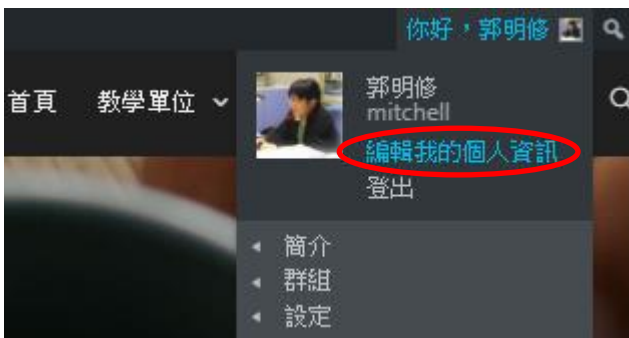 你好，郭明修
首頁 教學單位
郭明修
mitchell
編輯我的個人資訊
登出
簡介
群組
設定